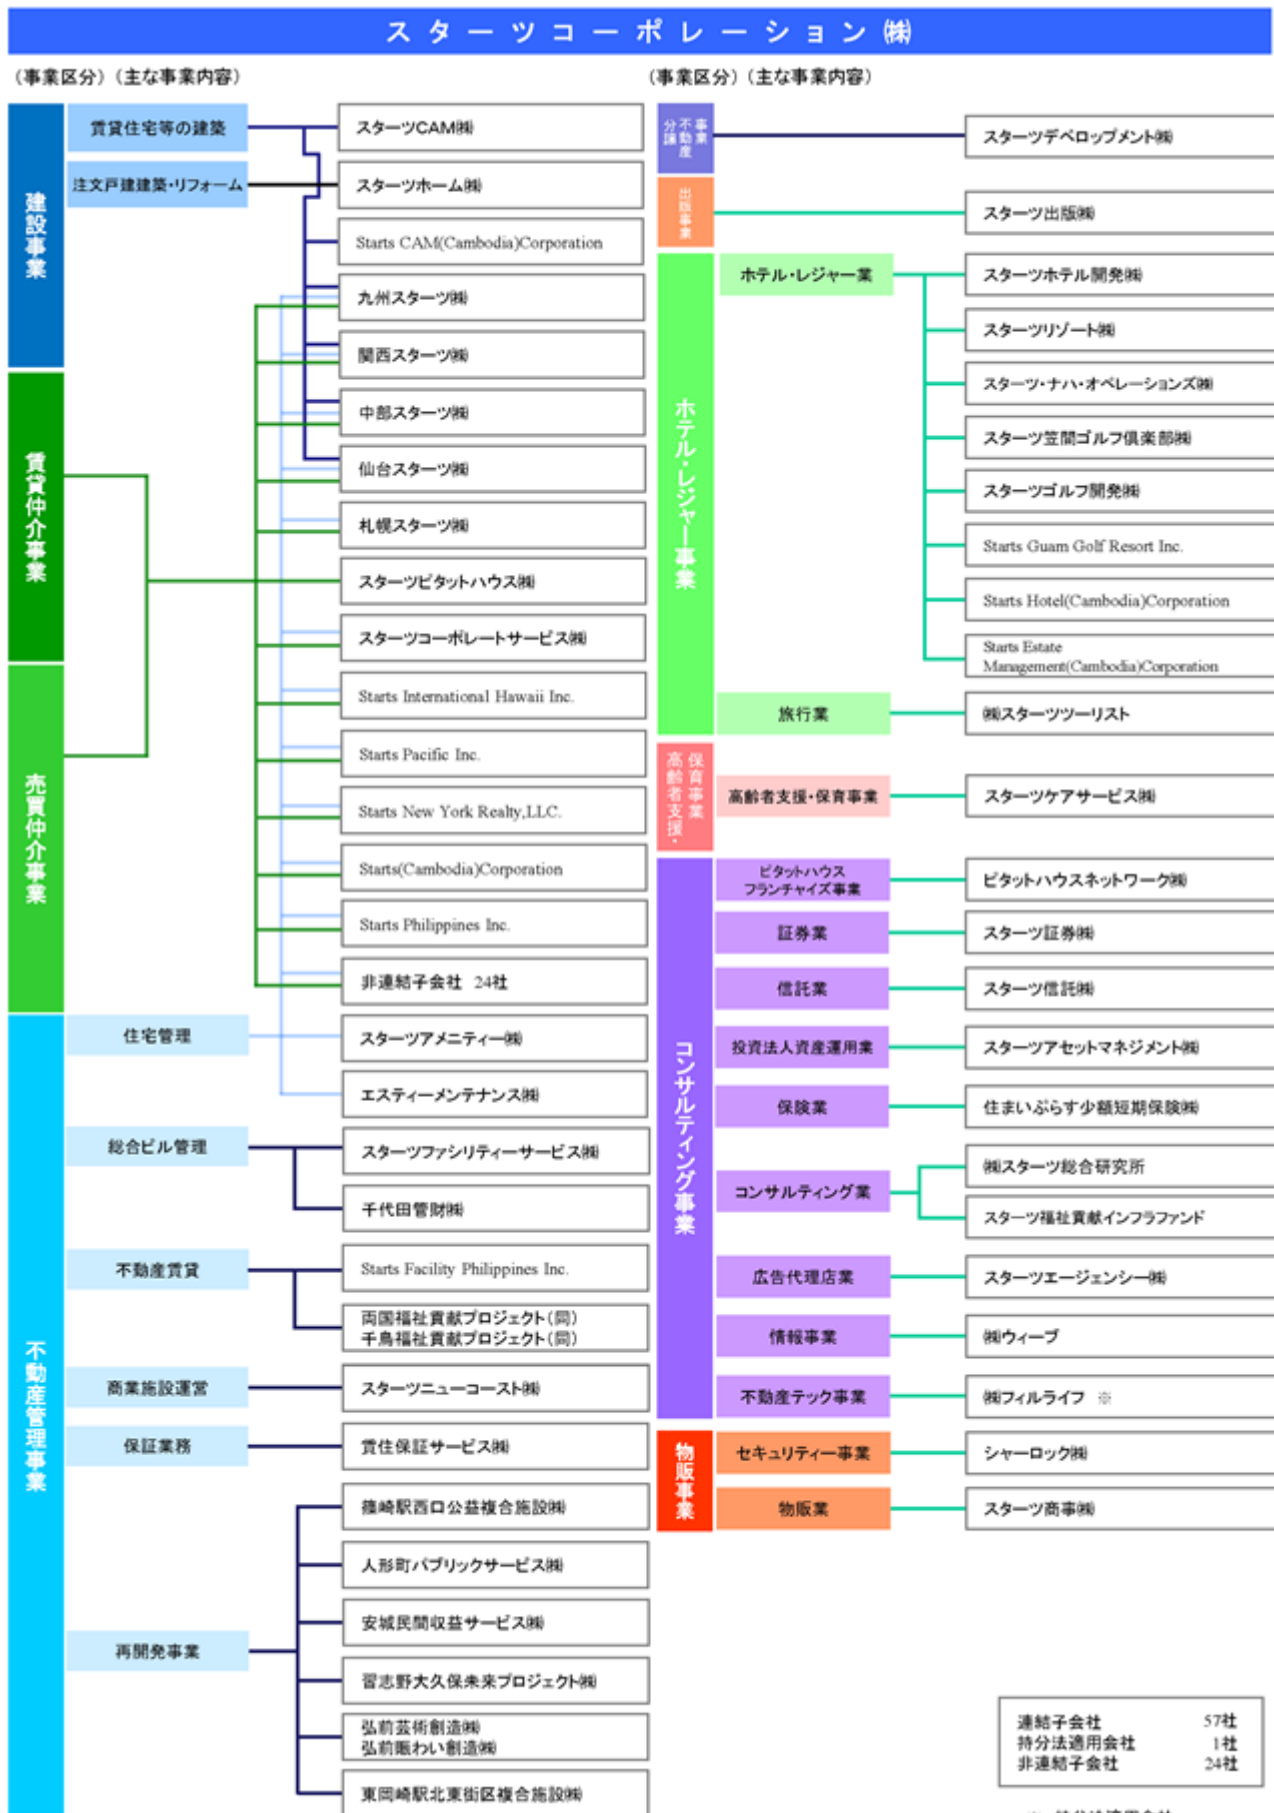 スターツコーポレーション㈱
（事業区分）（主な事業内容）
建設事業
賃貸住宅等の建築
スターツCAM㈱
注文戸建建築・リフォーム
スターツホーム㈱
Starts CAM(Cambodia)Corporation
九州スターツ㈱
関西スターツ㈱
賃貸仲介事業
中部スターツ㈱
仙台スターツ㈱
札幌スターツ㈱
スターツピタットハウス㈱
スターツコーポレートサービス㈱
売買仲介事業
Starts International Hawaii Inc.
Starts Pacific Inc.
Starts New York Realty,LLC.
Starts(Cambodia)Corporation
Starts Philippines Inc.
非連結子会社 24社
不動産管理事業
住宅管理
スターツアメニティー㈱
エスティーメンテナンス㈱
総合ビル管理
スターツファシリティーサービス㈱
千代田管財㈱
不動産賃貸
Starts Facility Philippines Inc.
両国福祉貢献プロジェクト（同）
千鳥福祉貢献プロジェクト（同）
商業施設運営
スターツニューコースト㈱
保証業務
賃住保証サービス㈱
再開発事業
篠崎駅西口公益複合施設㈱
人形町パブリックサービス㈱
安城民間収益サービス㈱
習志野大久保未来プロジェクト㈱
弘前芸術創造㈱
弘前賑わい創造㈱
東岡崎駅北東街区複合施設㈱
（事業区分）（主な事業内容）
事業
不動産
分譲
スターツデベロップメント㈱
出版事業
スターツ出版㈱
ホテル・レジャー事業
ホテル・レジャー業
スターツホテル開発㈱
スターツリゾート㈱
スターツ・ナハ・オペレーションズ㈱
スターツ笠間ゴルフ倶楽部㈱
スターツゴルフ開発㈱
Starts Guam Golf Resort Inc.
Starts Hotel(Cambodia)Corporation
Starts Estate
Management(Cambodia)Corporation
旅行業
㈱スターツツーリスト
保育事業
高齢者支援・
高齢者支援・保育事業
スターツケアサービス㈱
コンサルティング事業
ピタットハウス
フランチャイズ事業
ピタットハウスネットワーク㈱
証券業
スターツ証券㈱
信託業
スターツ信託㈱
投資法人資産運用業
スターツアセットマネジメント㈱
保険業
住まいぷらす少額短期保険㈱
コンサルティング業
㈱スターツ総合研究所
スターツ福祉貢献インフラファンド
広告代理店業
スターツエージェンシー㈱
情報事業
㈱ウィーブ
不動産テック事業
㈱フィルライフ ※
物販事業
セキュリティー事業
シャーロック㈱
物販業
スターツ商事㈱
連結子会社 57社
持分法適用会社 1社
非連結子会社 24社